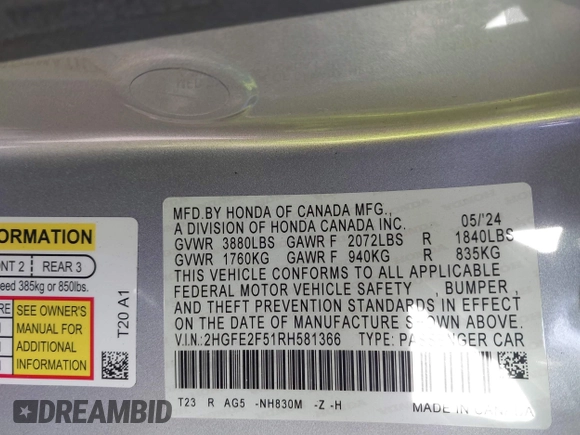 MFD.BY HONDA OF CANADA MFG.,
A DIVISION OF HONDA CANADA INC. 05/'24
GVWR 3880LBS GAWR F 2072LBS R 1840LBS
GVWR 1760KG GAWR F 940KG R 835KG
THIS VEHICLE CONFORMS TO ALL APPLICABLE
FEDERAL MOTOR VEHICLE SAFETY , BUMPER ,
AND THEFT PREVENTION STANDARDS IN EFFECT
ON THE DATE OF MANUFACTURE SHOWN ABOVE.
V.I.N.: 2HGFE2F51RH581366 TYPE: PASSENGER CAR
T23 R AG5 -NH830M -Z -H MADE IN CANADA
ORMATION
NT 2 REAR 3
eed 385kg or 850lbs.
RE SEE OWNER'S
MANUAL FOR
ADDITIONAL
INFORMATION
T20 A1
DREAMBID